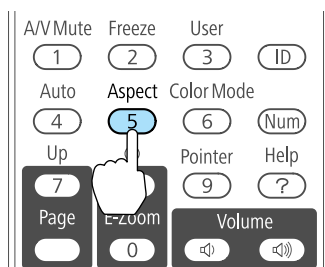 A/V Mute Freeze User
1 2 3 ID
Auto Aspect Color Mode
4 5 6 Num
Up Pointer Help
7 9 ?
Page E-Zoom Volume
0